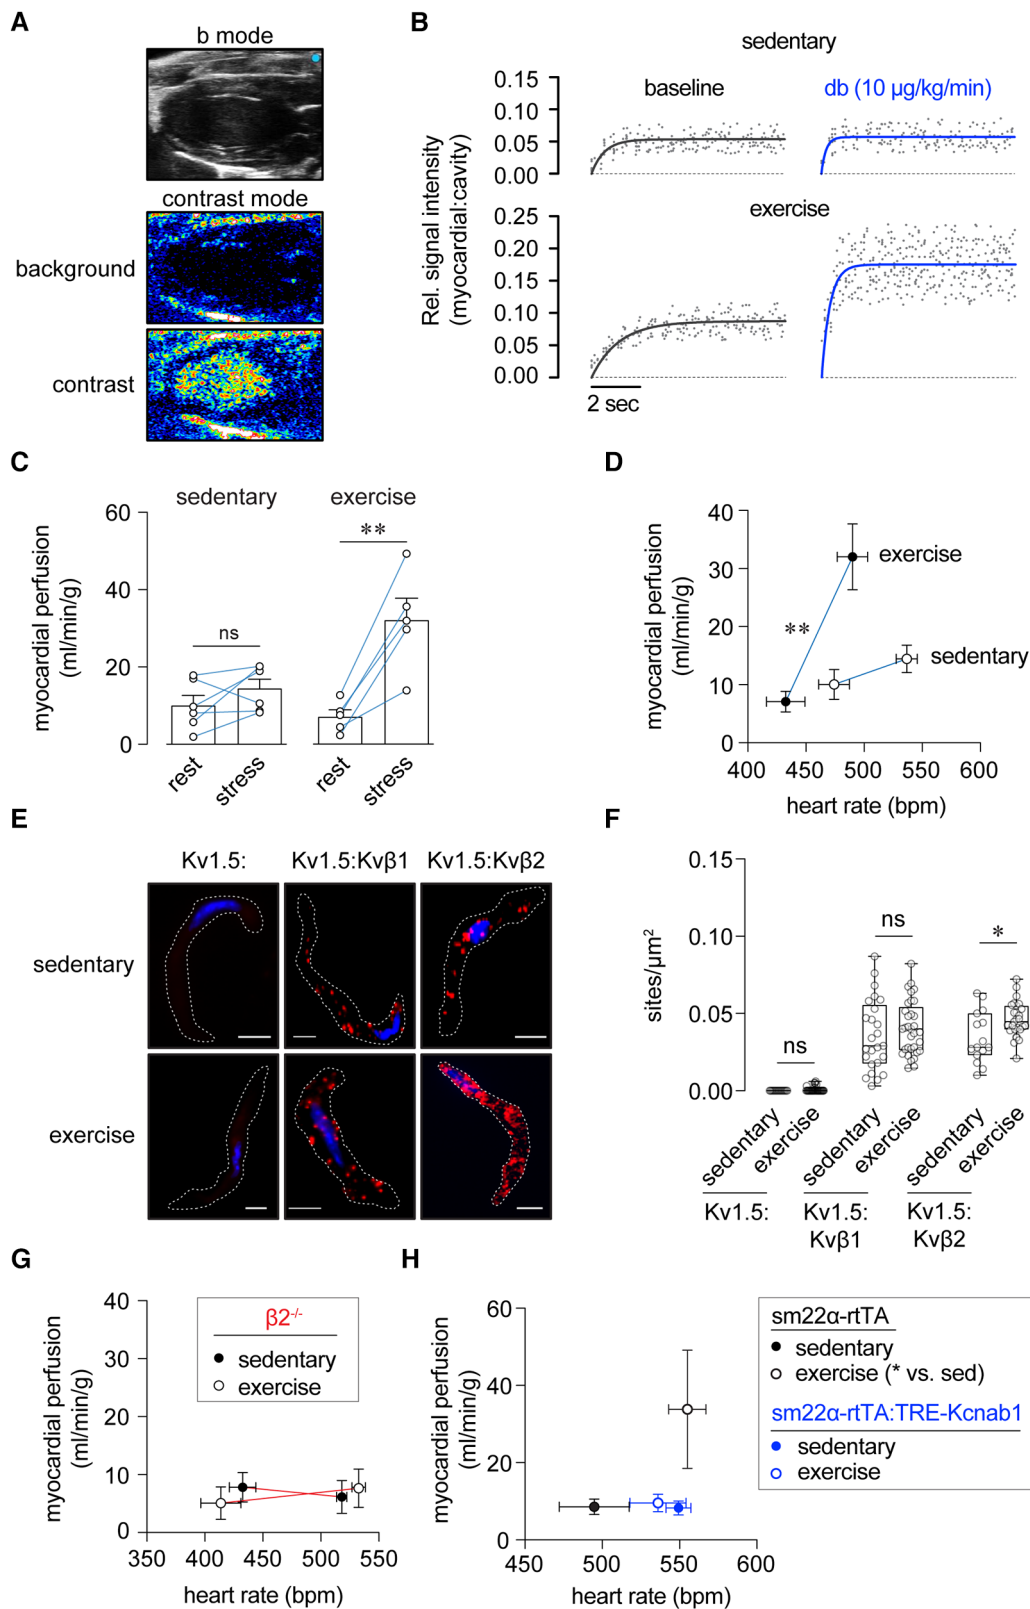 A
b mode
contrast mode
background
contrast
B
sedentary
baseline
db (10 µg/kg/min)
0.15
0.10
0.05
0.00
exercise
0.25
0.20
0.15
0.10
0.05
0.00
Rel. signal intensity
(myocardial:cavity)
2 sec
C
sedentary
exercise
60
40
20
0
myocardial perfusion
(ml/min/g)
ns
**
rest
stress
rest
stress
D
40
30
20
10
0
myocardial perfusion
(ml/min/g)
exercise
**
sedentary
400
450
500
550
600
heart rate (bpm)
E
Kv1.5:
Kv1.5:Kvβ1
Kv1.5:Kvβ2
sedentary
exercise
F
0.15
0.10
0.05
0.00
sites/µm²
ns
ns
*
sedentary
exercise
sedentary
exercise
sedentary
exercise
Kv1.5:
Kv1.5:
Kvβ1
Kv1.5:
Kvβ2
G
40
30
20
10
0
myocardial perfusion
(ml/min/g)
β2-/-
sedentary
exercise
350
400
450
500
550
heart rate (bpm)
H
60
40
20
0
myocardial perfusion
(ml/min/g)
450
500
550
600
heart rate (bpm)
sm22α-rtTA
sedentary
exercise (* vs. sed)
sm22α-rtTA:TRE-Kcnab1
sedentary
exercise